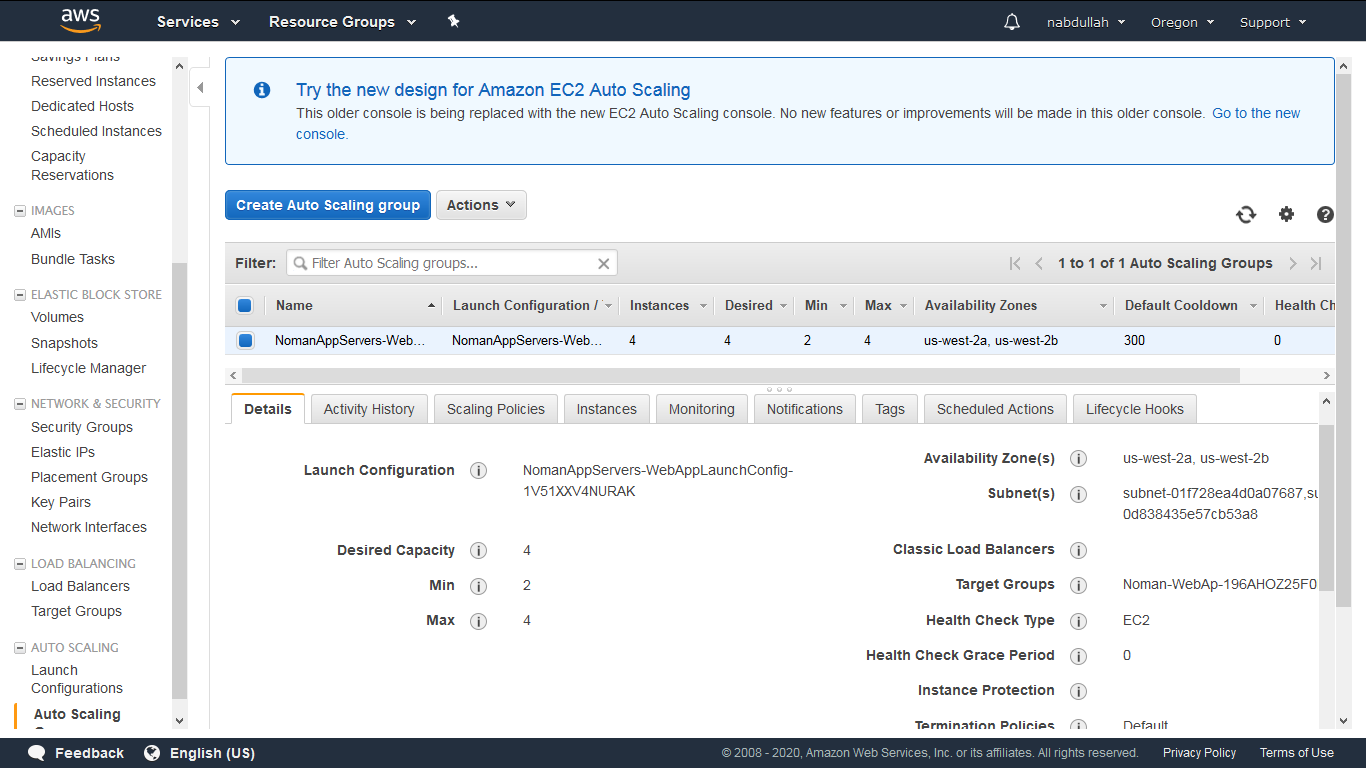 aws Services Resource Groups nabdullah Oregon Support
Savings Plans
Reserved Instances
Dedicated Hosts
Scheduled Instances
Capacity
Reservations
IMAGES
AMIs
Bundle Tasks
ELASTIC BLOCK STORE
Volumes
Snapshots
Lifecycle Manager
NETWORK & SECURITY
Security Groups
Elastic IPs
Placement Groups
Key Pairs
Network Interfaces
LOAD BALANCING
Load Balancers
Target Groups
AUTO SCALING
Launch
Configurations
Auto Scaling
Try the new design for Amazon EC2 Auto Scaling
This older console is being replaced with the new EC2 Auto Scaling console. No new features or improvements will be made in this older console. Go to the new
console.
Create Auto Scaling group Actions
Filter: Filter Auto Scaling groups... 1 to 1 of 1 Auto Scaling Groups
Name Launch Configuration / Instances Desired Min Max Availability Zones Default Cooldown Health Ch
NomanAppServers-Web... NomanAppServers-Web... 4 4 2 4 us-west-2a, us-west-2b 300 0
Details Activity History Scaling Policies Instances Monitoring Notifications Tags Scheduled Actions Lifecycle Hooks
Launch Configuration NomanAppServers-WebAppLaunchConfig-
1V51XXV4NURAK
Desired Capacity 4
Min 2
Max 4
Availability Zone(s) us-west-2a, us-west-2b
Subnet(s) subnet-01f728ea4d0a07687,su
0d838435e57cb53a8
Classic Load Balancers
Target Groups Noman-WebAp-196AHOZ25F0
Health Check Type EC2
Health Check Grace Period 0
Instance Protection
Termination Policies Default
Feedback English (US) © 2008 - 2020, Amazon Web Services, Inc. or its affiliates. All rights reserved. Privacy Policy Terms of Use